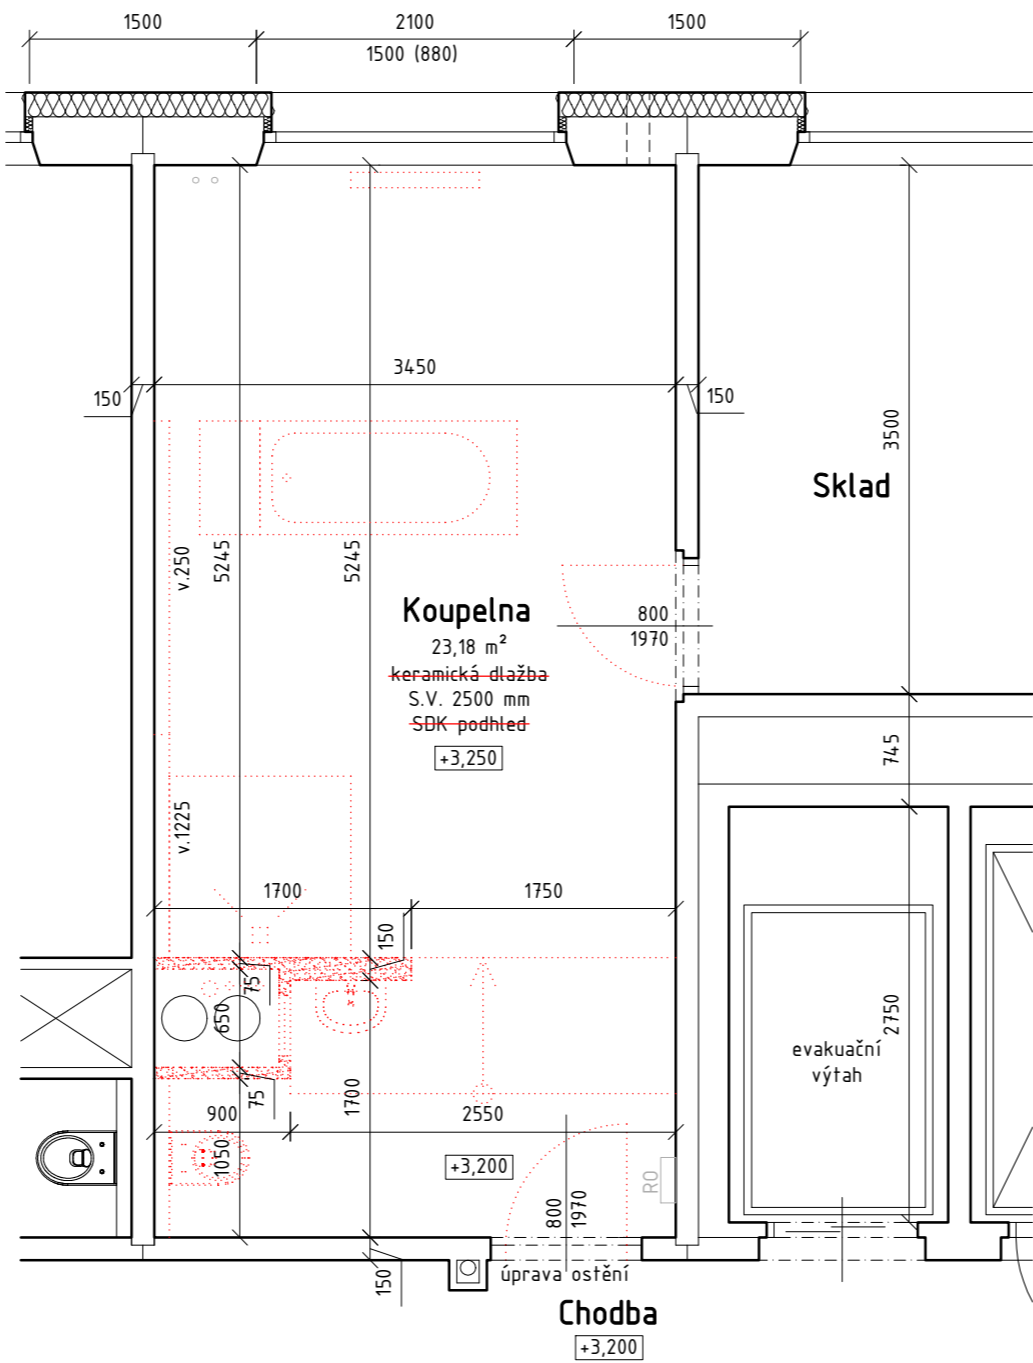 1500
2100
1500
1500 (880)
3450
150
150
3500
Sklad
v.250
5245
5245
Koupelna
23,18 m²
keramická dlažba
S.V. 2500 mm
SDK podhled
+3,250
800
1970
745
v.1225
1700
1750
150
75
650
2750
evakuační
výtah
75
1700
900
2550
1050
+3,200
RO
800
1970
150
úprava ostění
Chodba
+3,200